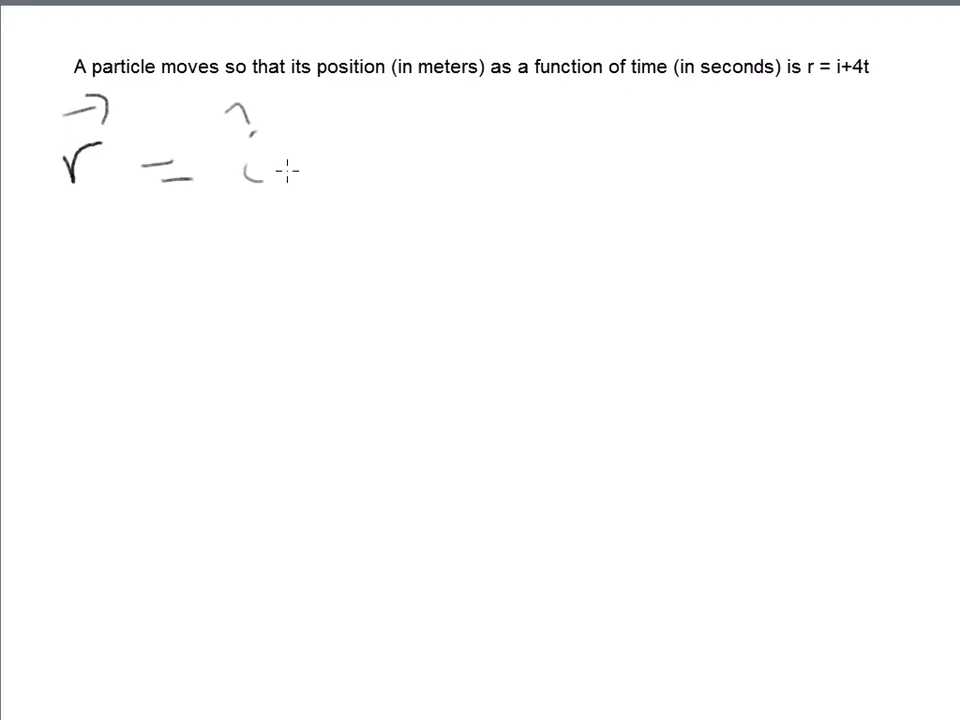 A particle moves so that its position (in meters) as a function of time (in seconds) is r = i+4t
r⃗ = î